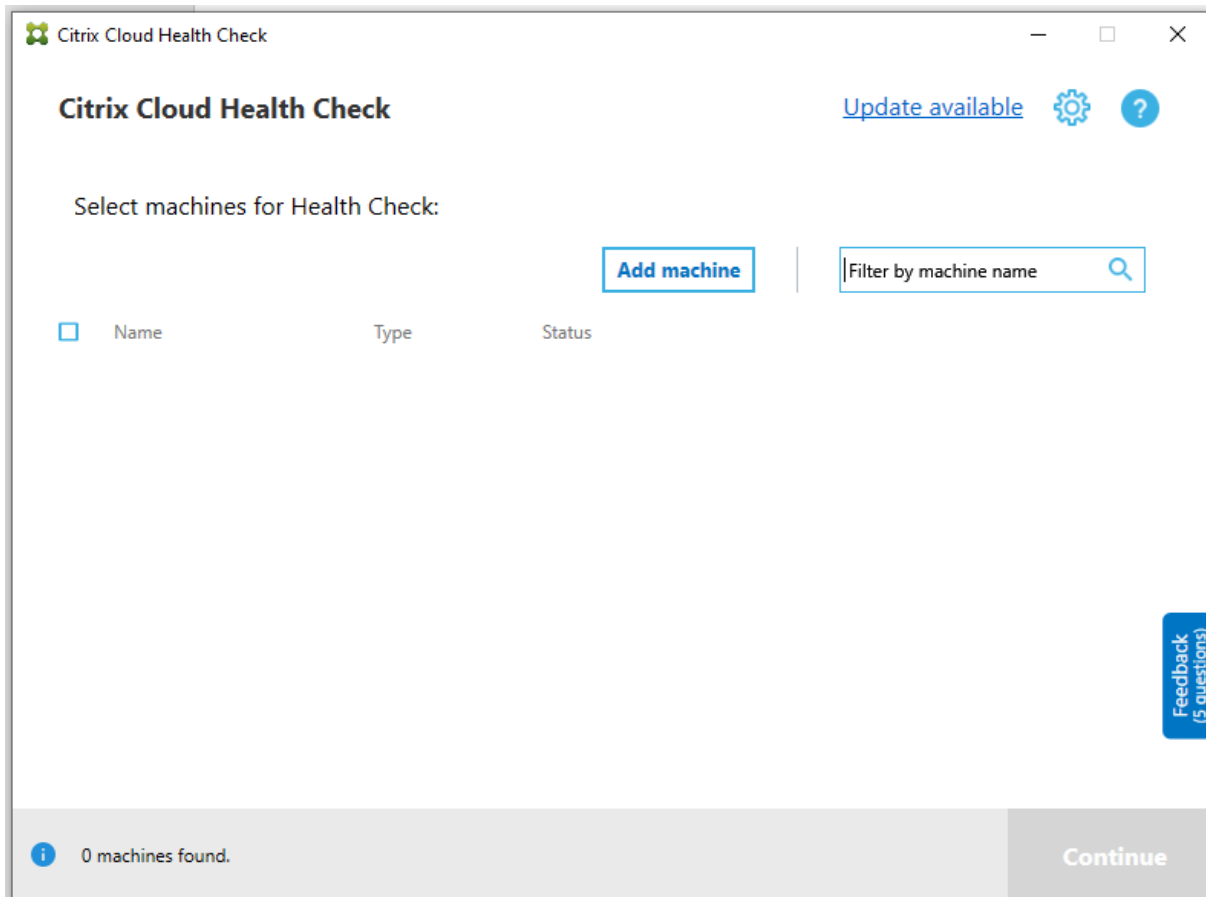 Citrix Cloud Health Check
Citrix Cloud Health Check
Update available
?
Select machines for Health Check:
Add machine
Filter by machine name
Name Type Status
Feedback
(5 questions)
i
0 machines found.
Continue